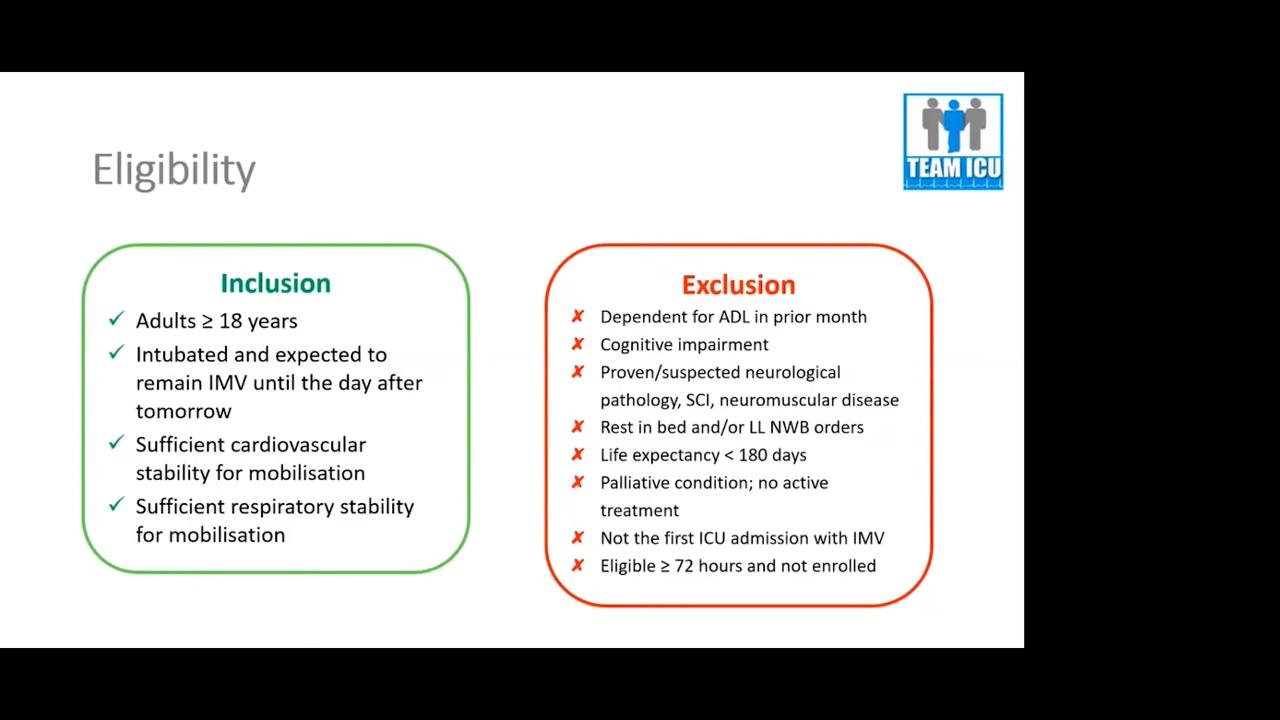 TEAM ICU
Eligibility
Inclusion
Adults ≥ 18 years
Intubated and expected to
remain IMV until the day after
tomorrow
Sufficient cardiovascular
stability for mobilisation
Sufficient respiratory stability
for mobilisation
Exclusion
Dependent for ADL in prior month
Cognitive impairment
Proven/suspected neurological
pathology, SCI, neuromuscular disease
Rest in bed and/or LL NWB orders
Life expectancy < 180 days
Palliative condition; no active
treatment
Not the first ICU admission with IMV
Eligible ≥ 72 hours and not enrolled